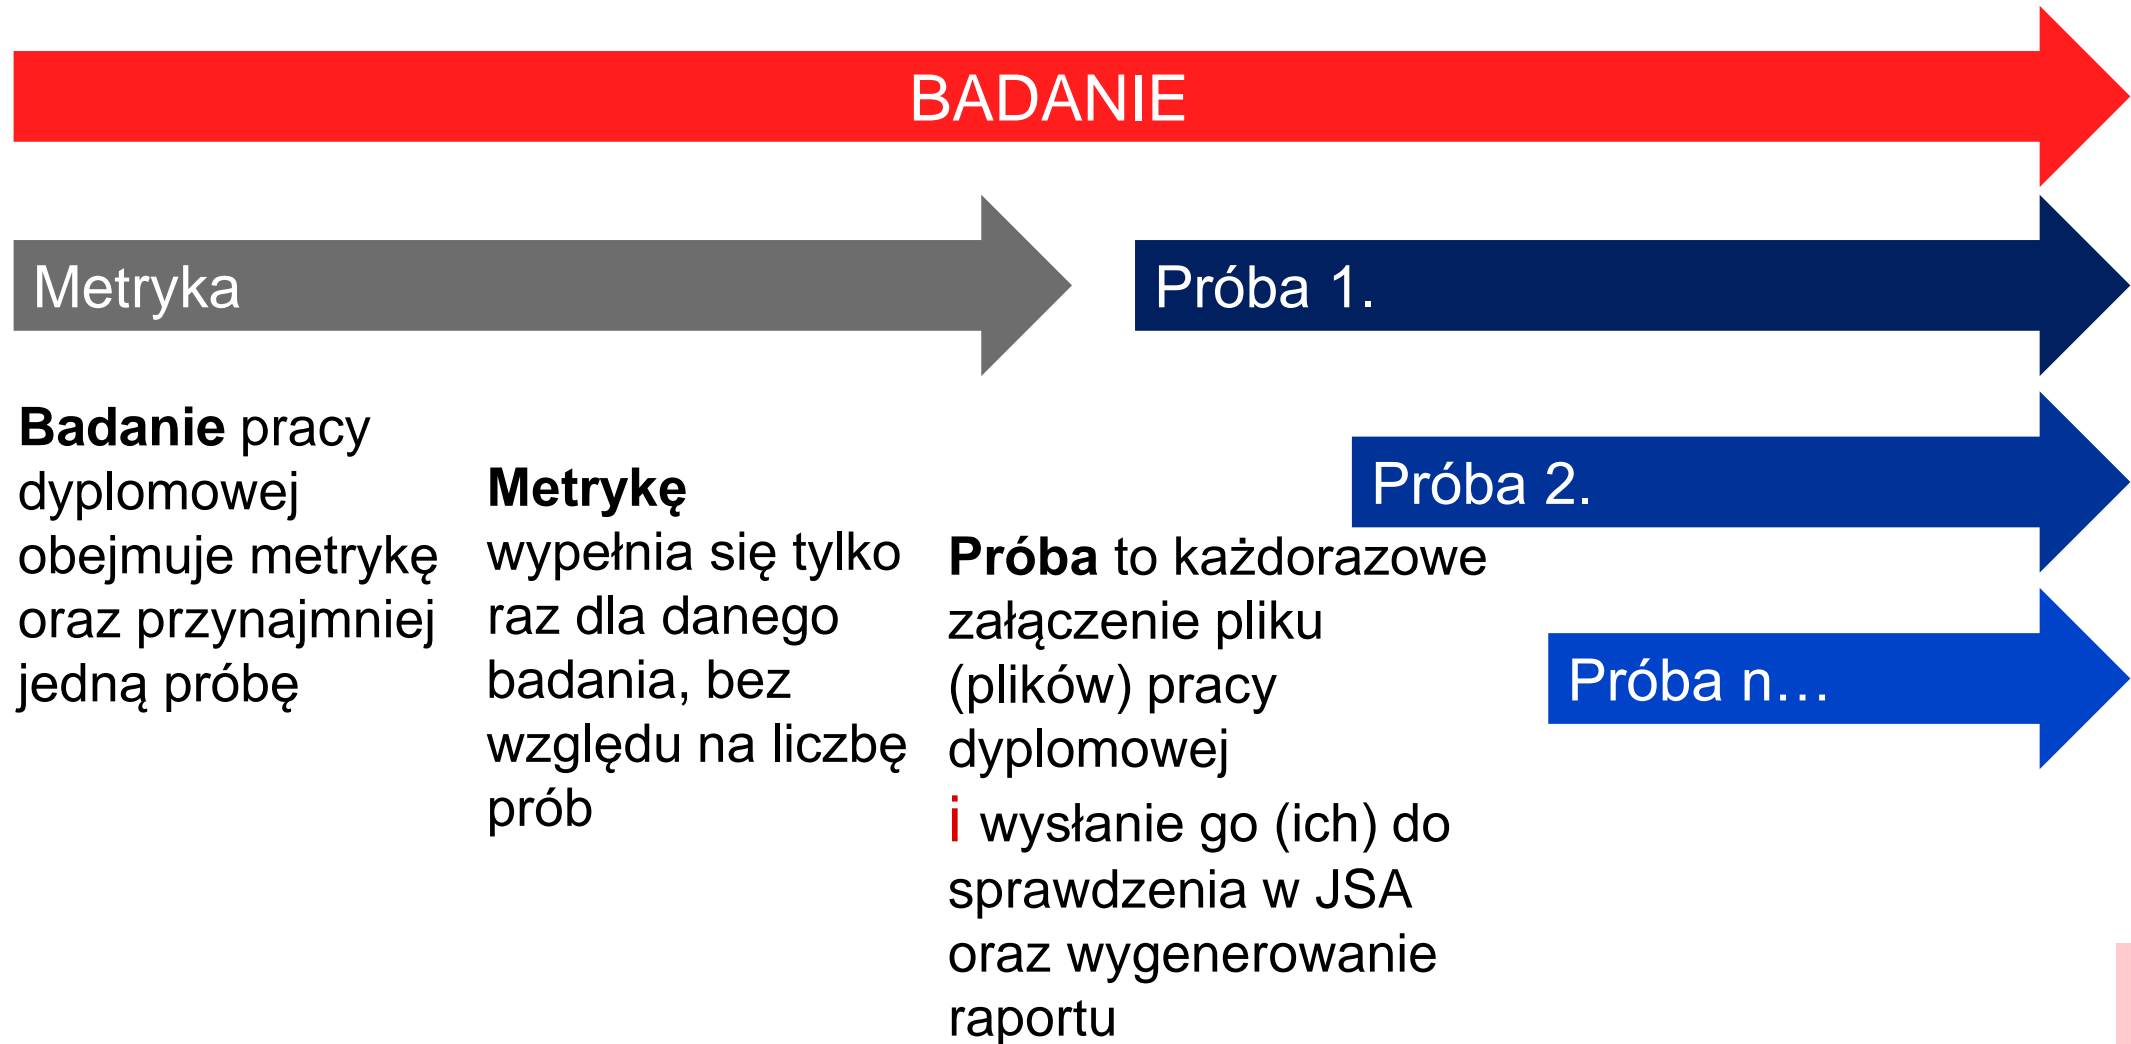 BADANIE
Metryka
Próba 1.
Badanie pracy
dyplomowej
obejmuje metrykę
oraz przynajmniej
jedną próbę
Metrykę
wypełnia się tylko
raz dla danego
badania, bez
względu na liczbę
prób
Próba to każdorazowe
załączenie pliku
(plików) pracy
dyplomowej
i wysłanie go (ich) do
sprawdzenia w JSA
oraz wygenerowanie
raportu
Próba 2.
Próba n…